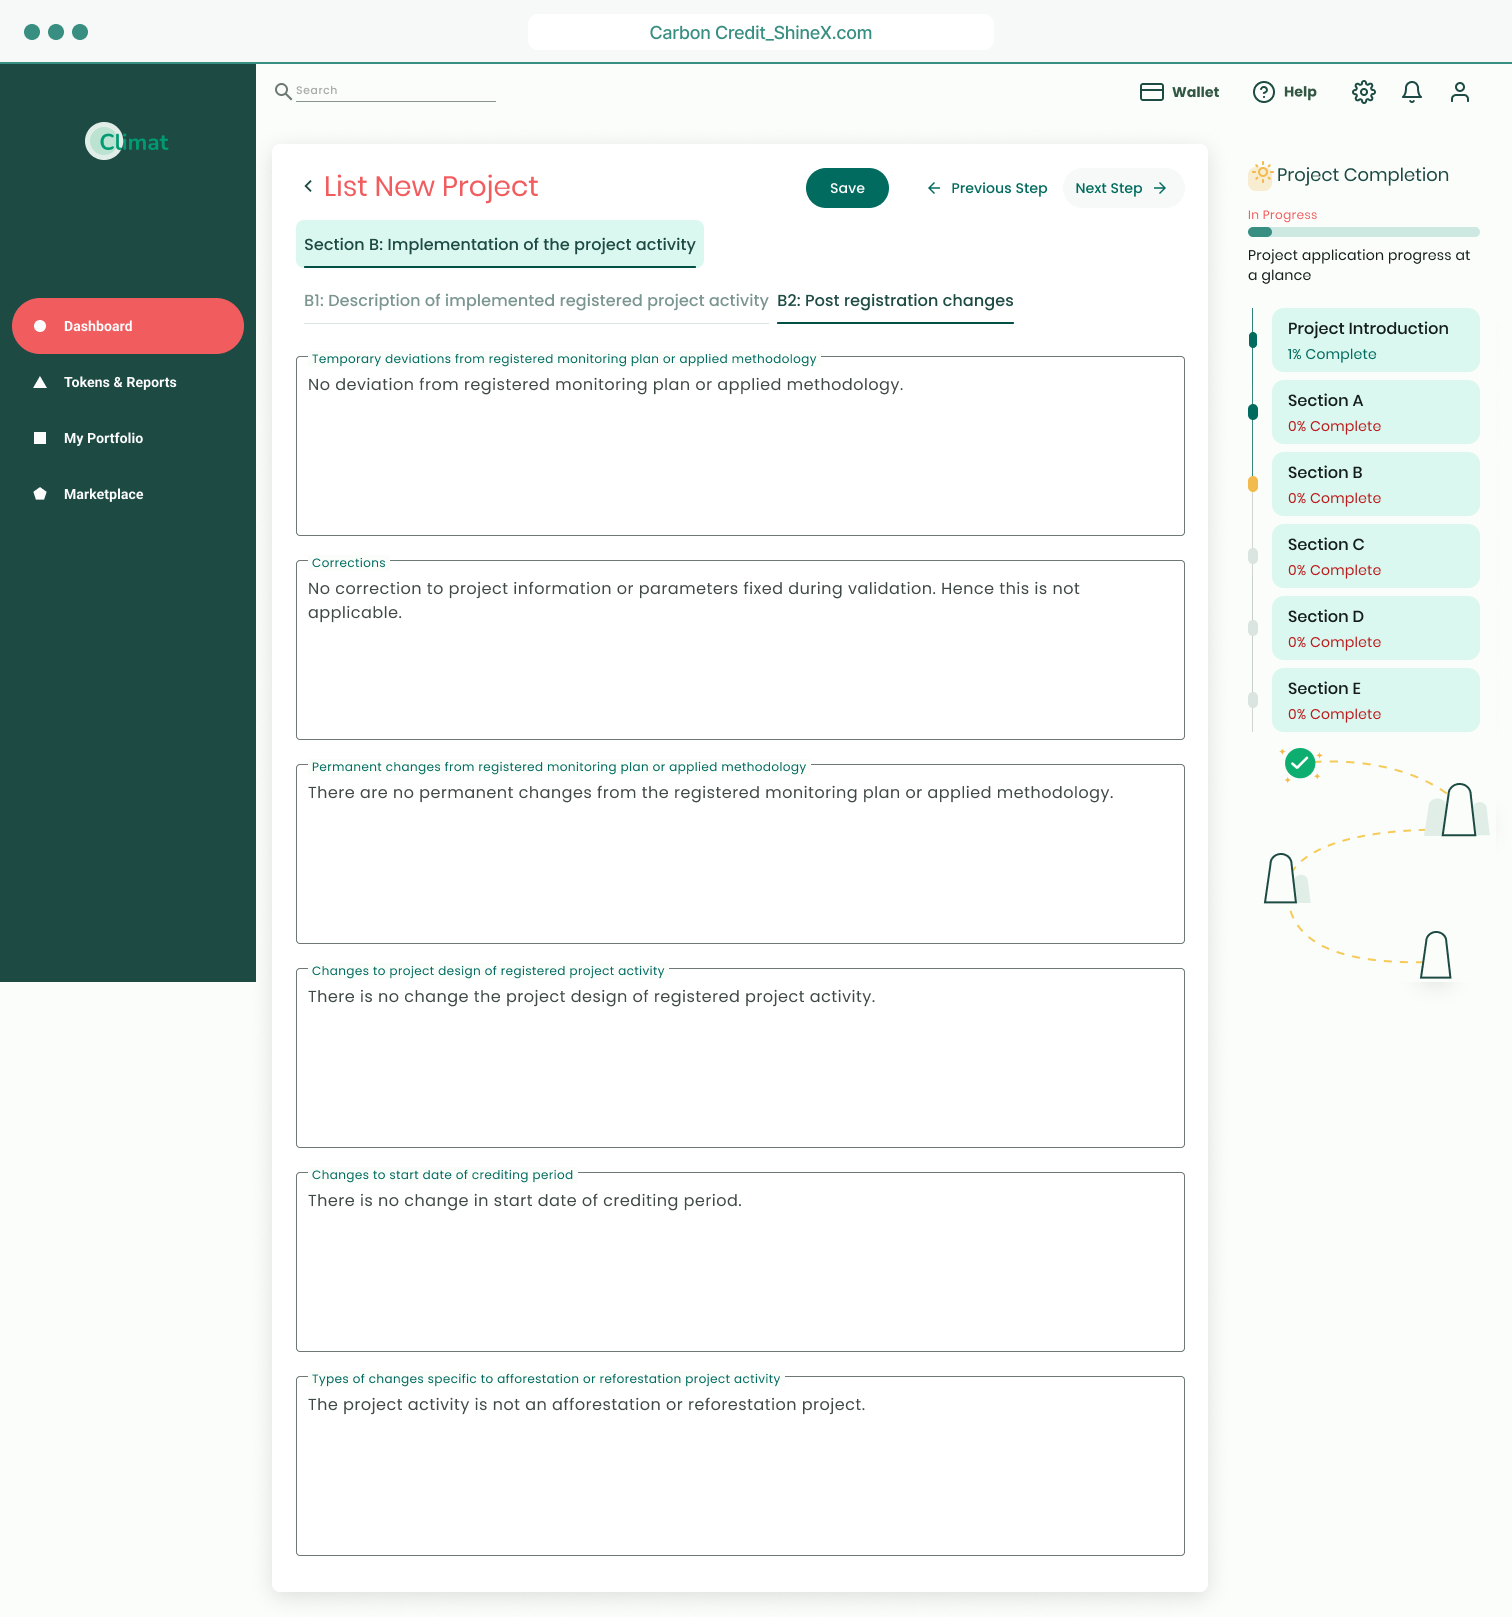 Carbon Credit_ShineX.com
Search
Wallet
Help
Climat
Dashboard
Tokens & Reports
My Portfolio
Marketplace
List New Project
Save
Previous Step
Next Step
Section B: Implementation of the project activity
B1: Description of implemented registered project activity
B2: Post registration changes
Temporary deviations from registered monitoring plan or applied methodology
No deviation from registered monitoring plan or applied methodology.
Corrections
No correction to project information or parameters fixed during validation. Hence this is not
applicable.
Permanent changes from registered monitoring plan or applied methodology
There are no permanent changes from the registered monitoring plan or applied methodology.
Changes to project design of registered project activity
There is no change the project design of registered project activity.
Changes to start date of crediting period
There is no change in start date of crediting period.
Types of changes specific to afforestation or reforestation project activity
The project activity is not an afforestation or reforestation project.
Project Completion
In Progress
Project application progress at
a glance
Project Introduction
1% Complete
Section A
0% Complete
Section B
0% Complete
Section C
0% Complete
Section D
0% Complete
Section E
0% Complete